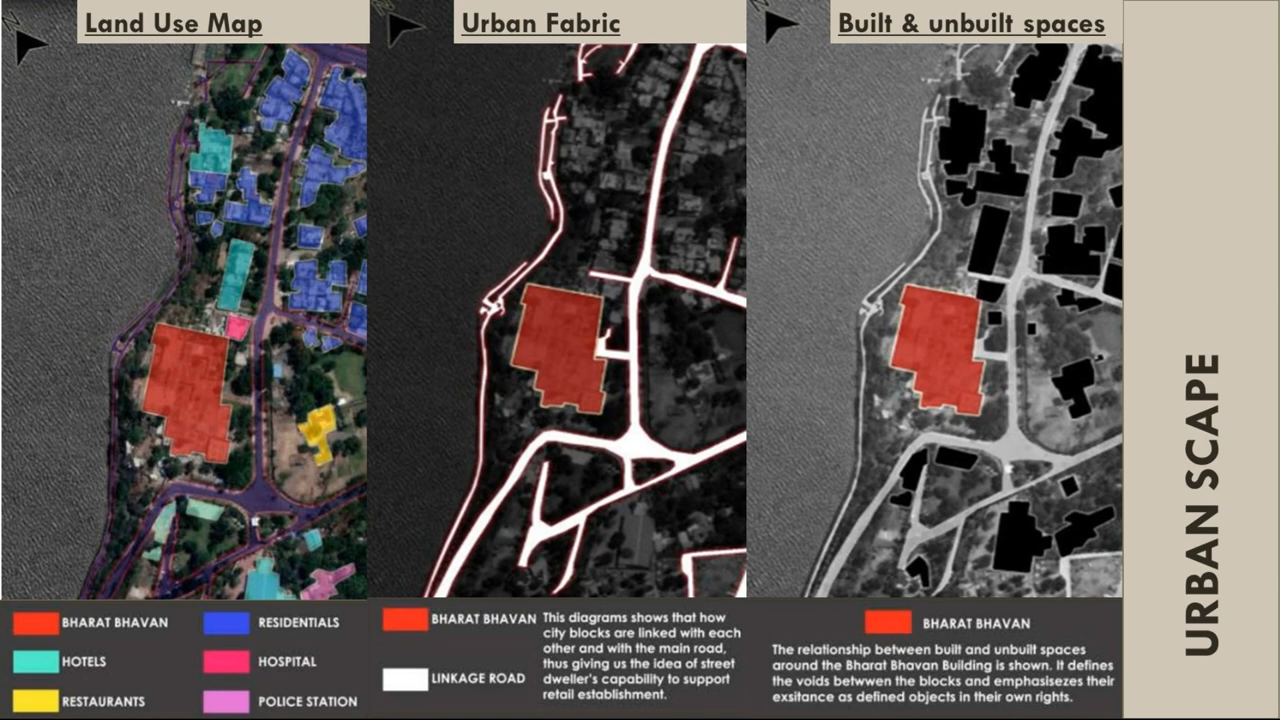 Land Use Map
Urban Fabric
Built & unbuilt spaces
BHARAT BHAVAN
RESIDENTIALS
HOTELS
HOSPITAL
RESTAURANTS
POLICE STATION
BHARAT BHAVAN
LINKAGE ROAD
This diagrams shows that how
city blocks are linked with each
other and with the main road,
thus giving us the idea of street
dweller's capability to support
retail establishment.
BHARAT BHAVAN
The relationship between built and unbuilt spaces
around the Bharat Bhavan Building is shown. It defines
the voids betwvwen the blocks and emphasisezes their
exsitance as defined objects in their own rights.
URBAN SCAPE